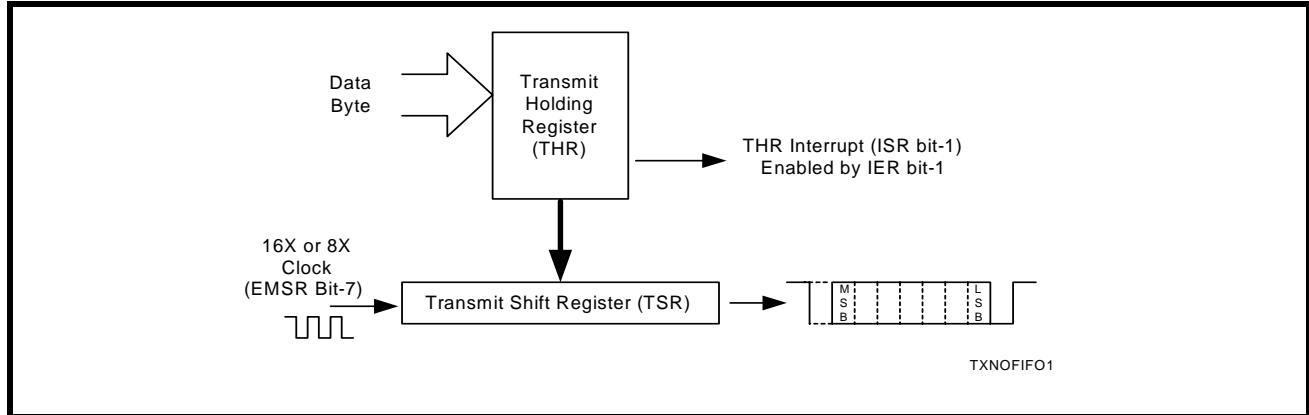 Data
Byte
Transmit
Holding
Register
(THR)
THR Interrupt (ISR bit-1)
Enabled by IER bit-1
16X or 8X
Clock
(EMSR Bit-7)
Transmit Shift Register (TSR)
M
S
B
L
S
B
TXNOFIFO1